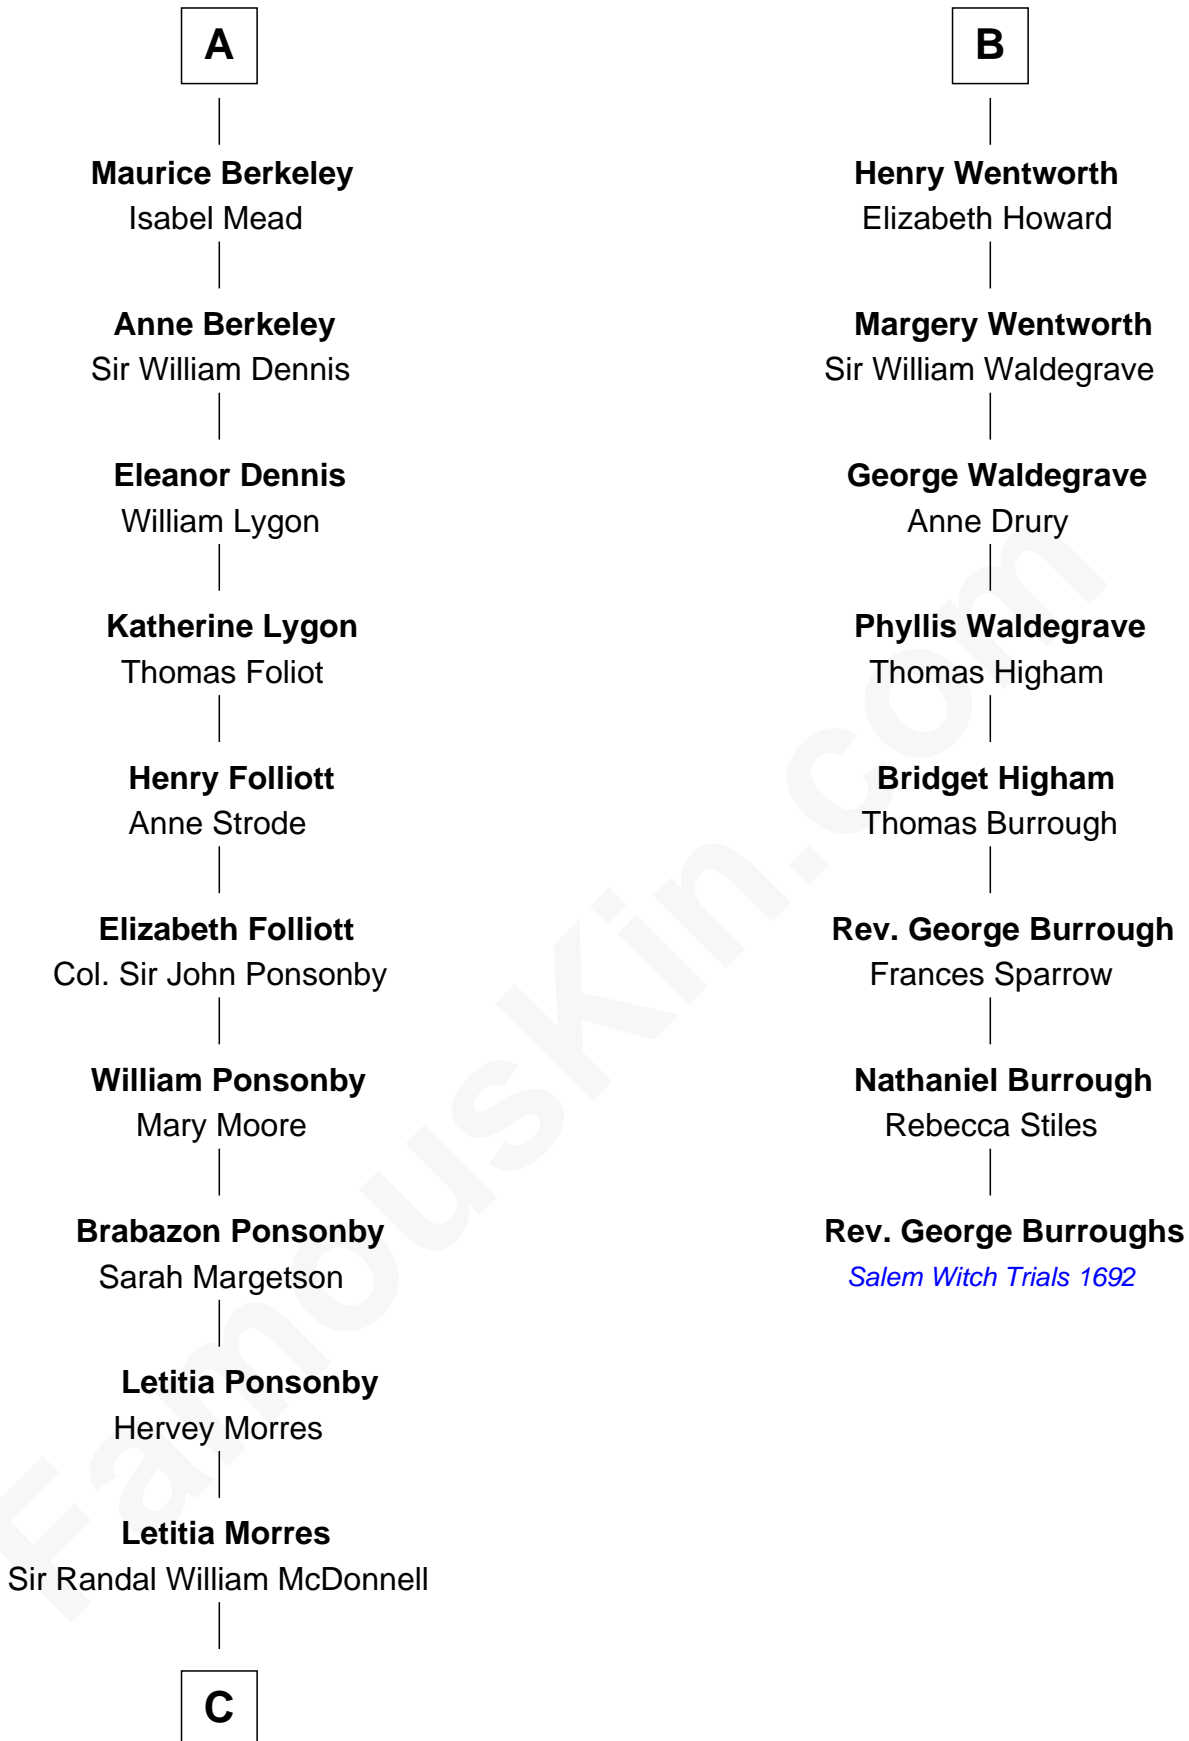 A
Maurice Berkeley
Isabel Mead
Anne Berkeley
Sir William Dennis
Eleanor Dennis
William Lygon
Katherine Lygon
Thomas Foliot
Henry Folliott
Anne Strode
Elizabeth Folliott
Col. Sir John Ponsonby
William Ponsonby
Mary Moore
Brabazon Ponsonby
Sarah Margetson
Letitia Ponsonby
Hervey Morres
Letitia Morres
Sir Randal William McDonnell
C
B
Henry Wentworth
Elizabeth Howard
Margery Wentworth
Sir William Waldegrave
George Waldegrave
Anne Drury
Phyllis Waldegrave
Thomas Higham
Bridget Higham
Thomas Burrough
Rev. George Burrough
Frances Sparrow
Nathaniel Burrough
Rebecca Stiles
Rev. George Burroughs
Salem Witch Trials 1692
FamousKin.com